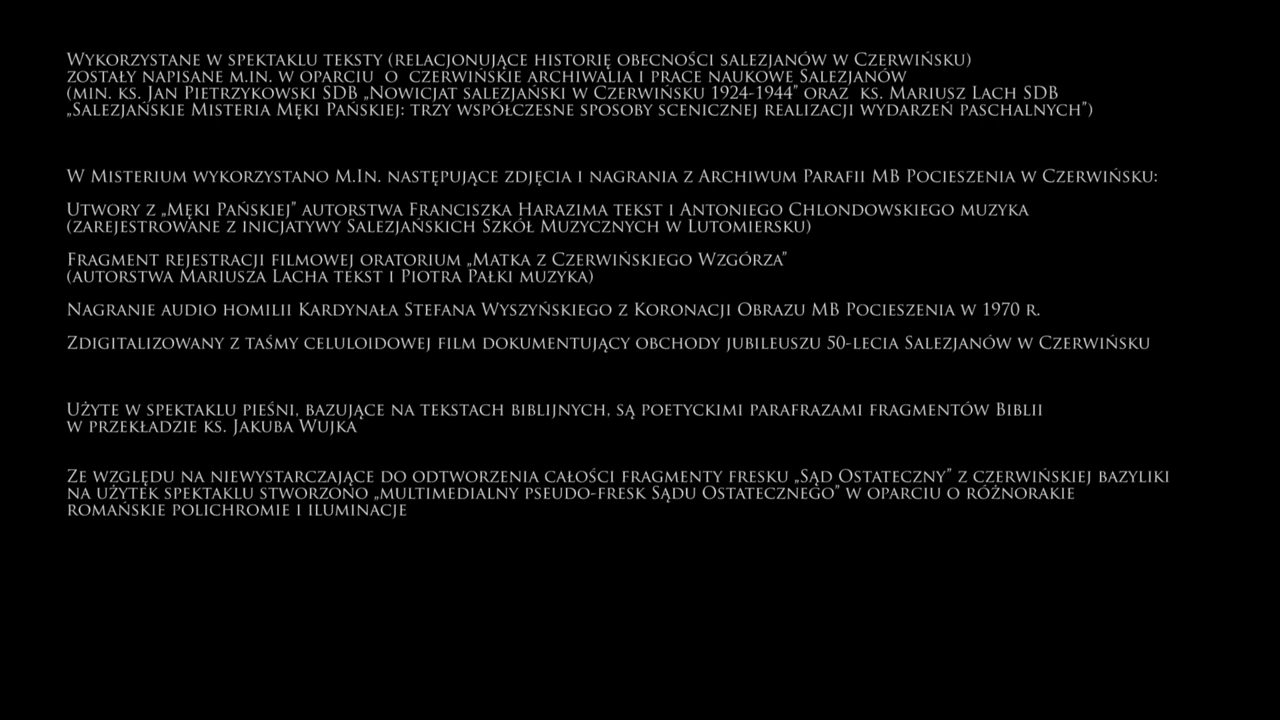 Wykorzystane w spektaklu teksty (relacjonujące historię obecności salezjanów w Czerwińsku)
zostały napisane m.in. w oparciu o czerwińskie archiwalia i prace naukowe Salezjanów
(min. ks. Jan Pietrzykowski SDB „Nowicjat salezjański w Czerwińsku 1924-1944” oraz ks. Mariusz Lach SDB
„Salezjańskie Misteria Męki Pańskiej: trzy współczesne sposoby scenicznej realizacji wydarzeń paschalnych”)
W Misterium wykorzystano M.In. następujące zdjęcia i nagrania z Archiwum Parafii MB Pocieszenia w Czerwińsku:
Utwory z „Męki Pańskiej” autorstwa Franciszka Harazima tekst i Antoniego Chlondowskiego muzyka
(zarejestrowane z inicjatywy Salezjańskich Szkół Muzycznych w Lutomiersku)
Fragment rejestracji filmowej oratorium „Matka z Czerwińskiego Wzgórza”
(autorstwa Mariusza Lacha tekst i Piotra Pałki muzyka)
Nagranie audio homilii Kardynała Stefana Wyszyńskiego z Koronacji Obrazu MB Pocieszenia w 1970 r.
Zdigitalizowany z taśmy celuloidowej film dokumentujący obchody jubileuszu 50-lecia Salezjanów w Czerwińsku
Użyte w spektaklu pieśni, bazujące na tekstach biblijnych, są poetyckimi parafrazami fragmentów Biblii
w przekładzie ks. Jakuba Wujka
Ze względu na niewystarczające do odtworzenia całości fragmenty fresku „Sąd Ostateczny” z czerwińskiej bazyliki
na użytek spektaklu stworzono „multimedialny pseudo-fresk Sądu Ostatecznego” w oparciu o różnorakie
romańskie polichromie i iluminacje